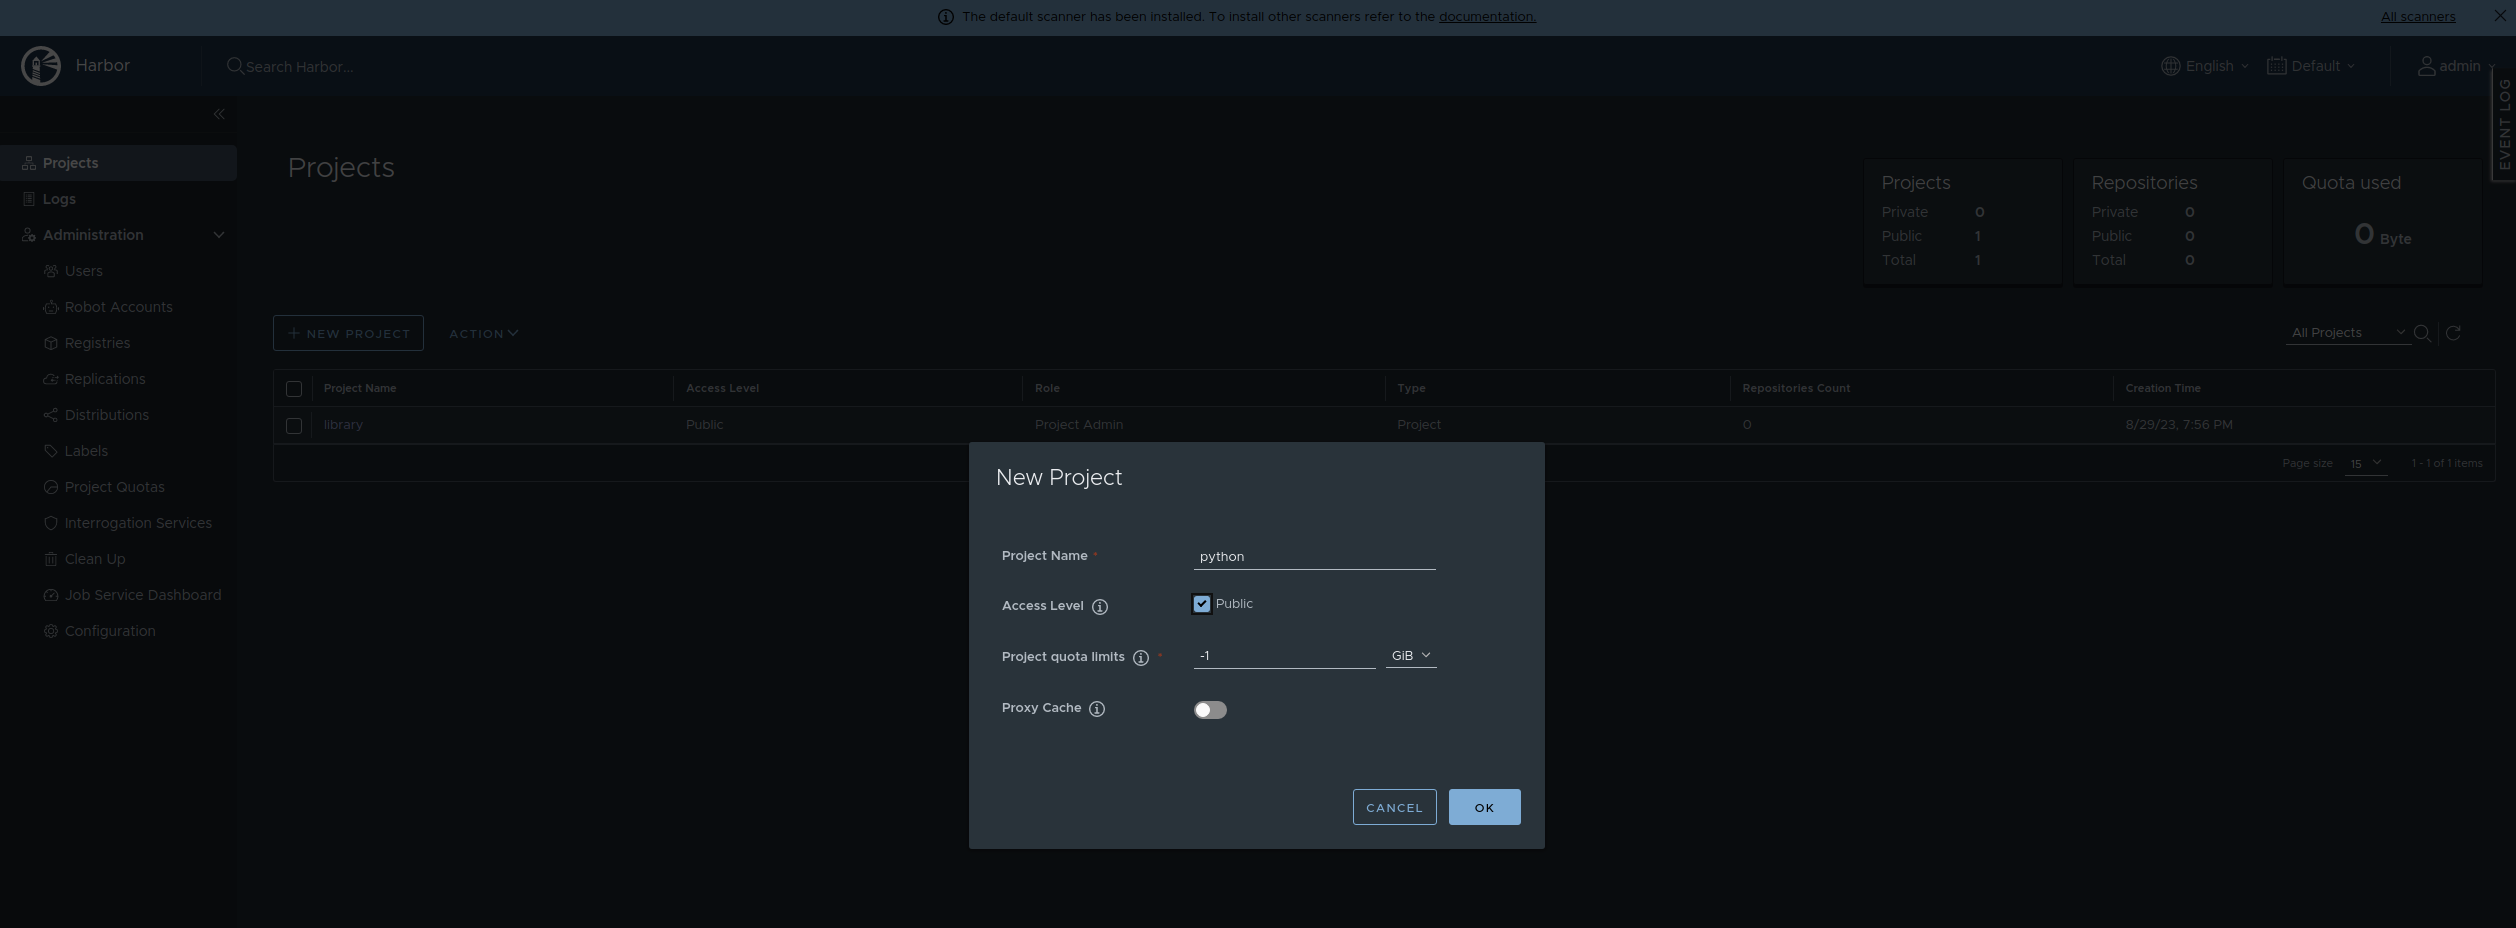 The default scanner has been installed. To install other scanners refer to the documentation. All scanners
Harbor Search Harbor... English Default admin
EVENT LOG
Projects
Logs
Administration
Users
Robot Accounts
Registries
Replications
Distributions
Labels
Project Quotas
Interrogation Services
Clean Up
Job Service Dashboard
Configuration
Projects
Projects
Private 0
Public 1
Total 1
Repositories
Private 0
Public 0
Total 0
Quota used
0 Byte
NEW PROJECT ACTION All Projects
Project Name Access Level Role Type Repositories Count Creation Time
library Public Project Admin Project 0 8/29/23, 7:56 PM
Page size 15 1 - 1 of 1 items
New Project
Project Name * python
Access Level Public
Project quota limits * -1 GiB
Proxy Cache
CANCEL OK